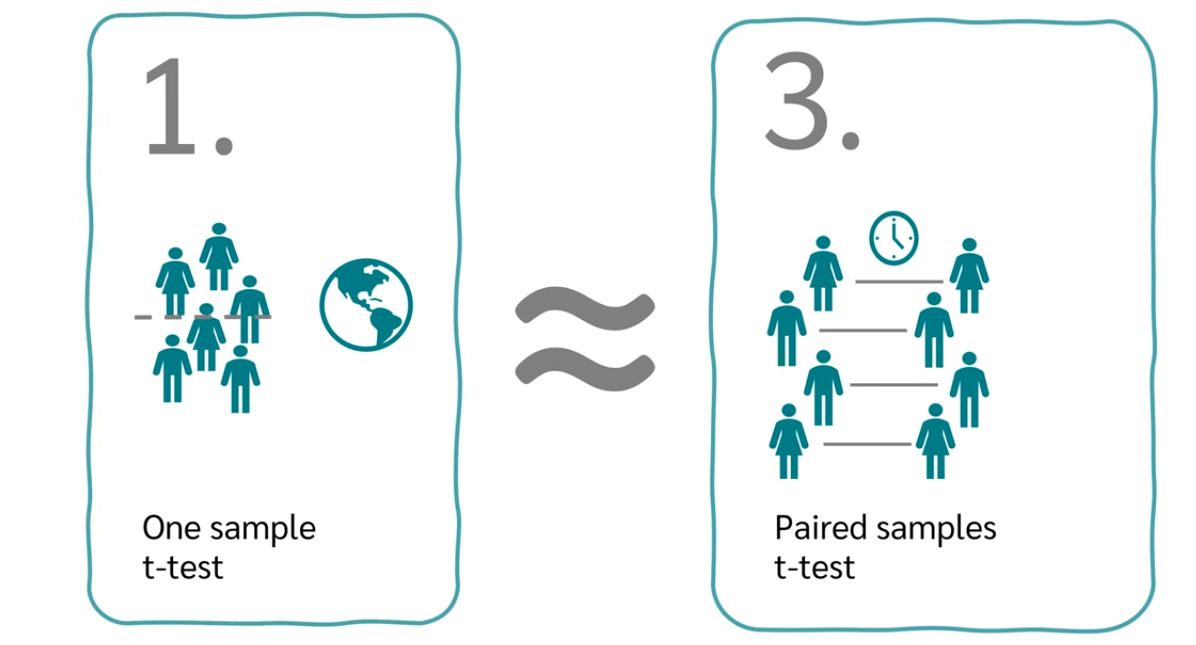 1.
One sample
t-test
≈
3.
Paired samples
t-test